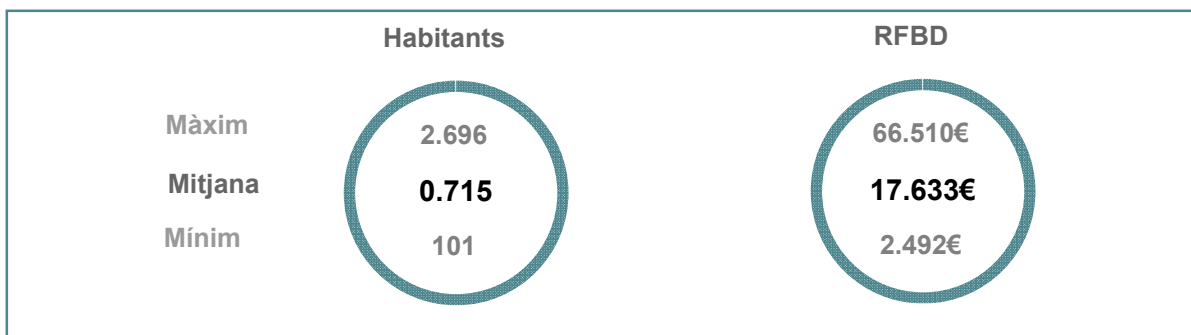 Habitants RFBD
Màxim 2.696 66.510€
Mitjana 0.715 17.633€
Mínim 101 2.492€